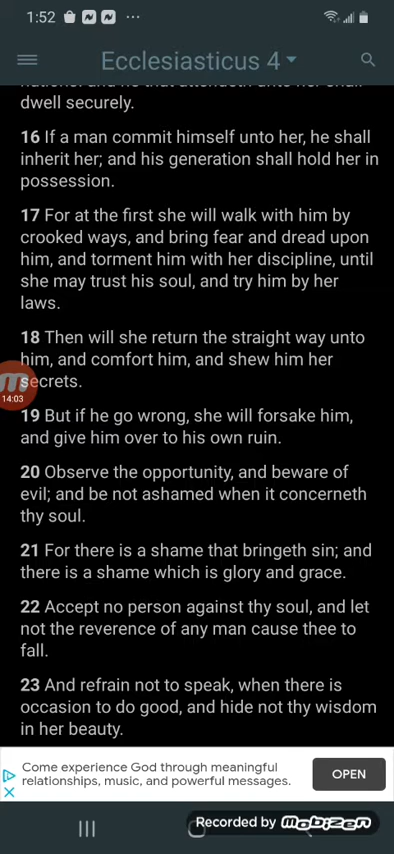 1:52
Ecclesiasticus 4
dwell securely.
16 If a man commit himself unto her, he shall
inherit her; and his generation shall hold her in
possession.
17 For at the first she will walk with him by
crooked ways, and bring fear and dread upon
him, and torment him with her discipline, until
she may trust his soul, and try him by her
laws.
18 Then will she return the straight way unto
him, and comfort him, and shew him her
secrets.
14:03
19 But if he go wrong, she will forsake him,
and give him over to his own ruin.
20 Observe the opportunity, and beware of
evil; and be not ashamed when it concerneth
thy soul.
21 For there is a shame that bringeth sin; and
there is a shame which is glory and grace.
22 Accept no person against thy soul, and let
not the reverence of any man cause thee to
fall.
23 And refrain not to speak, when there is
occasion to do good, and hide not thy wisdom
in her beauty.
Come experience God through meaningful
relationships, music, and powerful messages.
OPEN
Recorded by mobizen